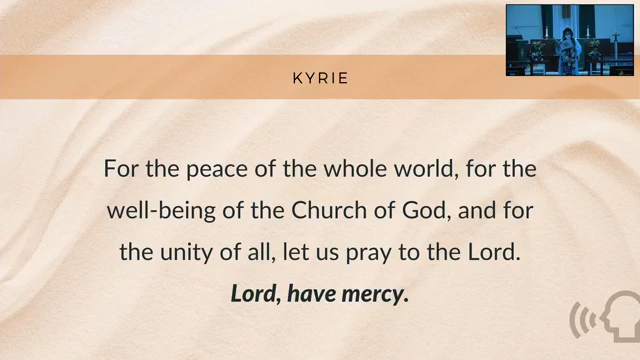 KYRIE
For the peace of the whole world, for the
well-being of the Church of God, and for
the unity of all, let us pray to the Lord.
Lord, have mercy.